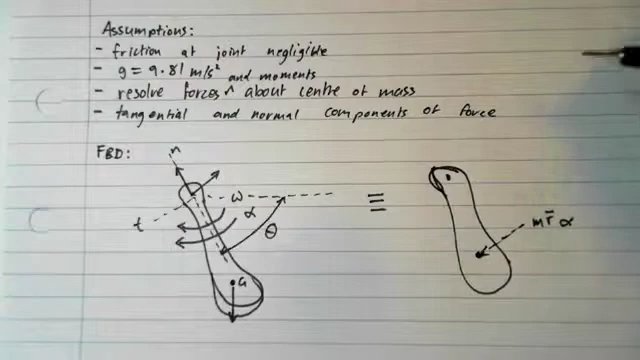 Assumptions:
- friction at joint negligible
- g = 9.81 m/s² and moments
- resolve forces ^ about centre of mass
- tangential and normal components of force
FBD:
n
ω
t
α
θ
G
≡
m r̄ α